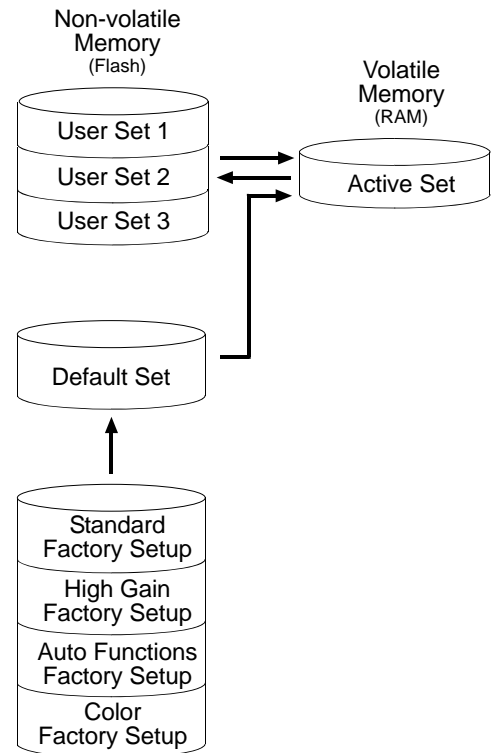 Non-volatile
Memory
(Flash)
User Set 1
User Set 2
User Set 3
Volatile
Memory
(RAM)
Active Set
Default Set
Standard
Factory Setup
High Gain
Factory Setup
Auto Functions
Factory Setup
Color
Factory Setup